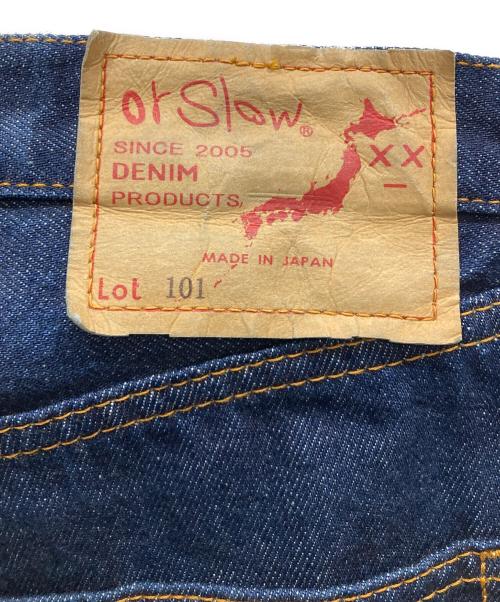 orSlow®
SINCE 2005
DENIM
PRODUCTS,
XX
MADE IN JAPAN
Lot 101